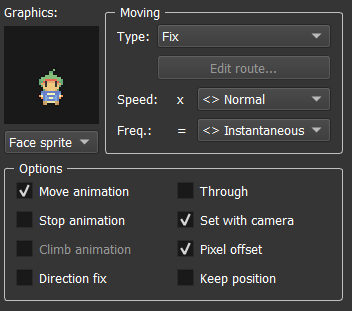 Graphics:
Moving
Type: Fix
Edit route...
Speed: x <> Normal
Freq.: = <> Instantaneous
Face sprite
Options
Move animation
Through
Stop animation
Set with camera
Climb animation
Pixel offset
Direction fix
Keep position